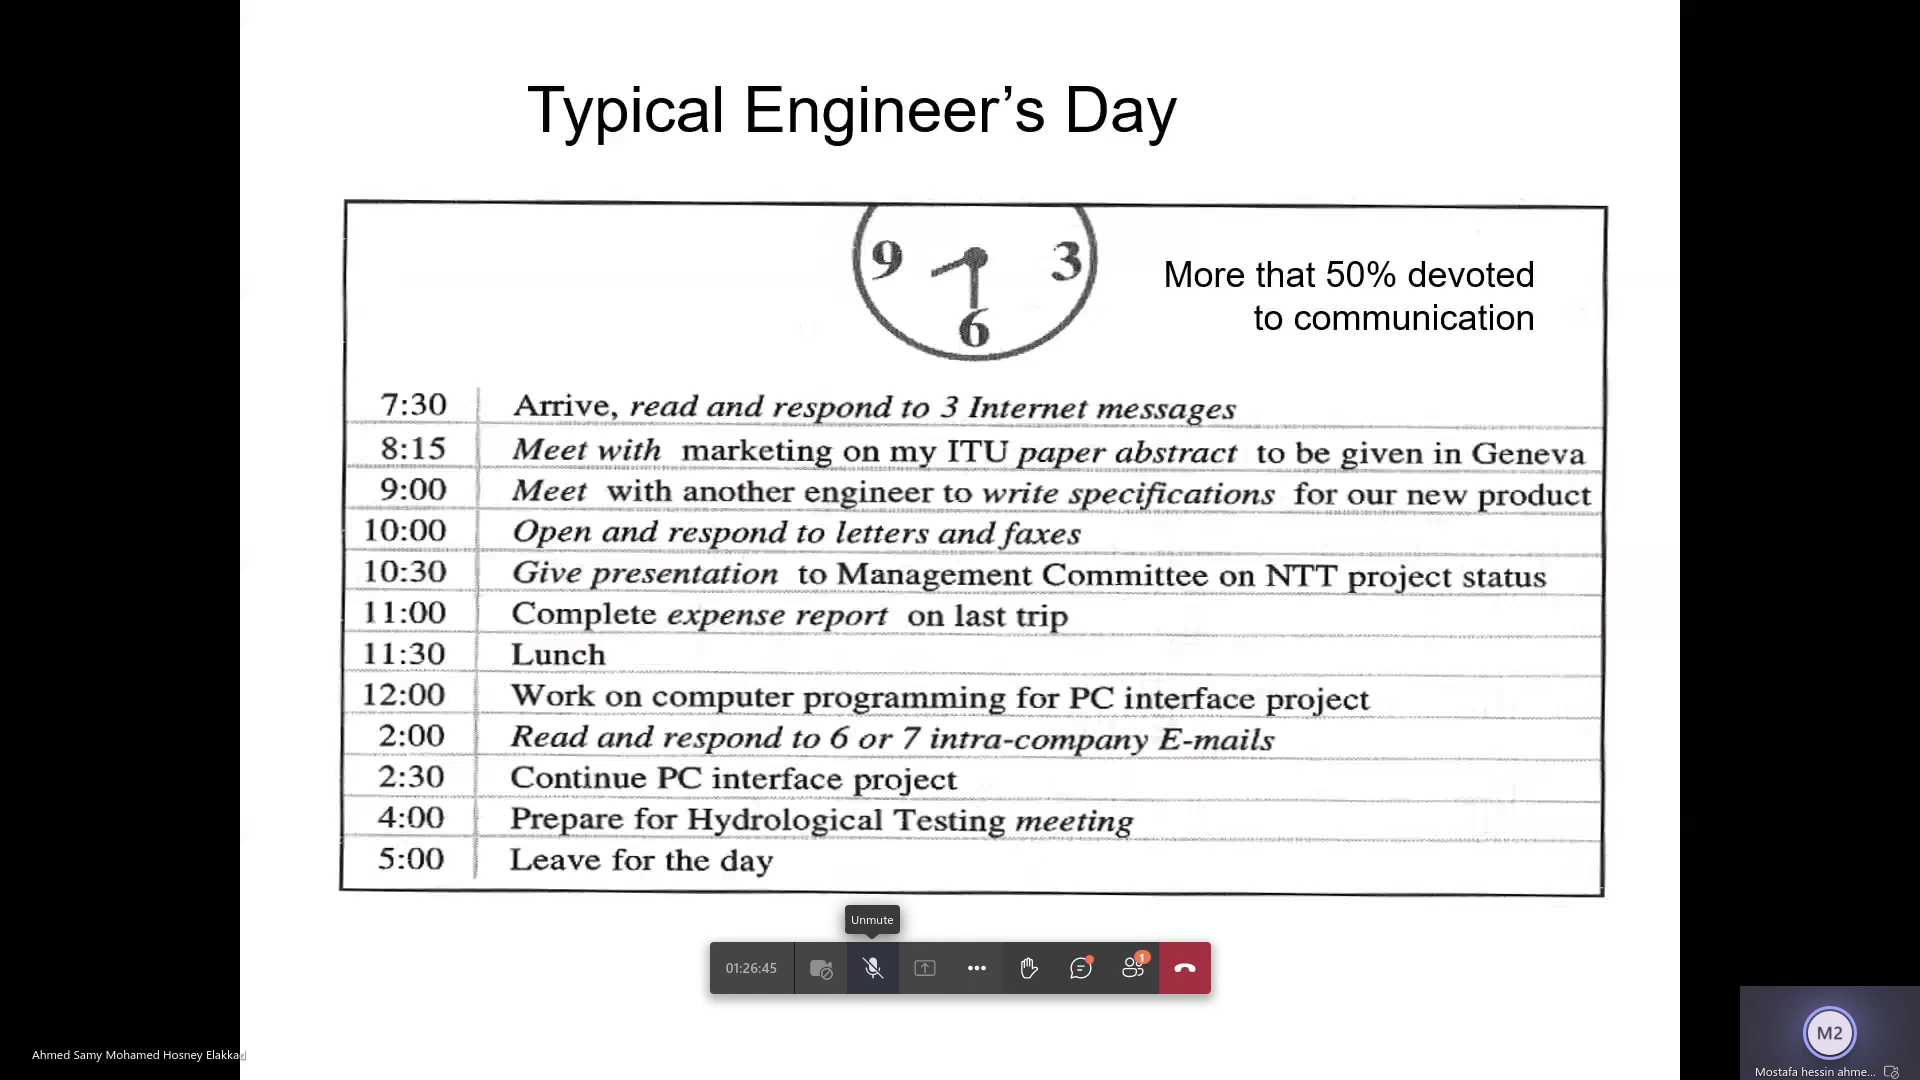 Typical Engineer’s Day
9 3
6
More that 50% devoted
to communication
7:30 Arrive, read and respond to 3 Internet messages
8:15 Meet with marketing on my ITU paper abstract to be given in Geneva
9:00 Meet with another engineer to write specifications for our new product
10:00 Open and respond to letters and faxes
10:30 Give presentation to Management Committee on NTT project status
11:00 Complete expense report on last trip
11:30 Lunch
12:00 Work on computer programming for PC interface project
2:00 Read and respond to 6 or 7 intra-company E-mails
2:30 Continue PC interface project
4:00 Prepare for Hydrological Testing meeting
5:00 Leave for the day
Unmute
01:26:45
1
M2
Ahmed Samy Mohamed Hosney Elakkad
Mostafa hessin ahme...